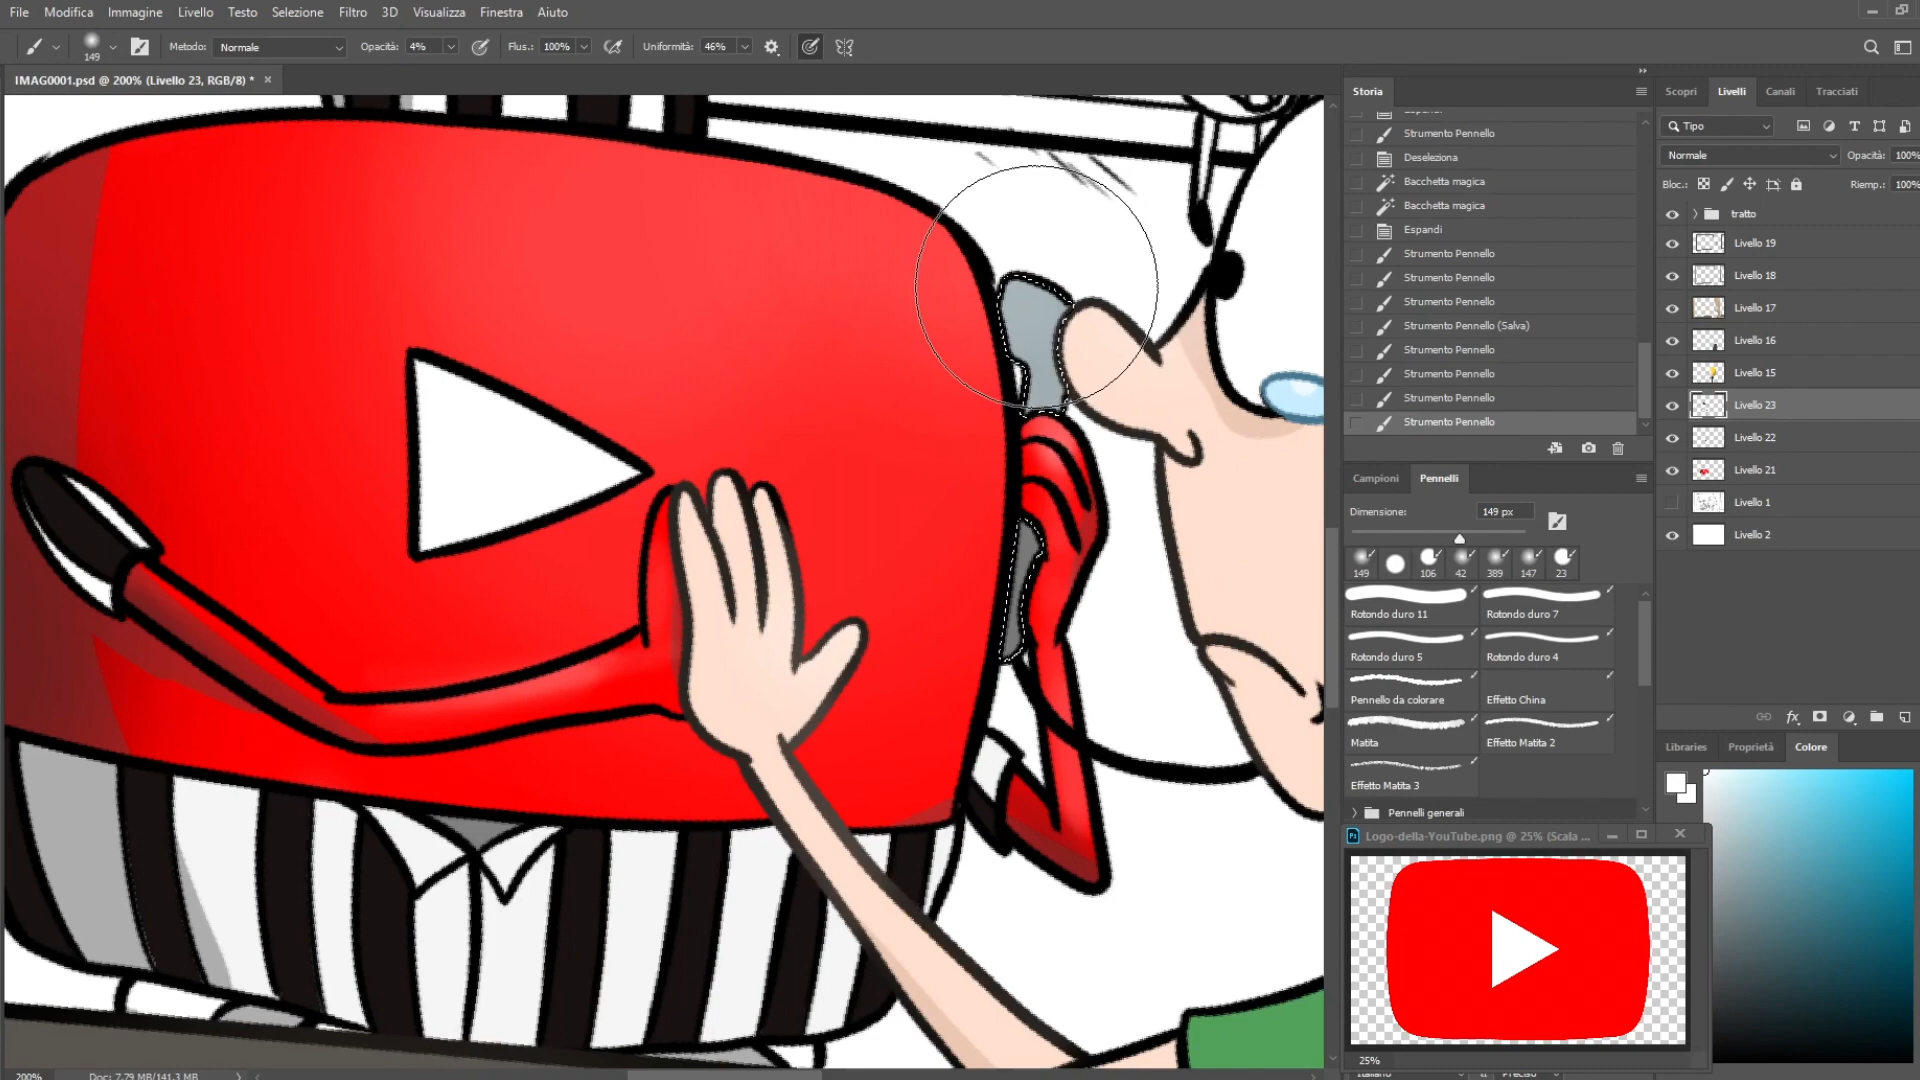 File Modifica Immagine Livello Testo Selezione Filtro 3D Visualizza Finestra Aiuto
149 Metodo: Normale Opacità: 4% Flus.: 100% Uniformità: 46%
IMAG0001.psd @ 200% (Livello 23, RGB/8) * ×
Storia
Strumento Pennello
Deseleziona
Bacchetta magica
Bacchetta magica
Espandi
Strumento Pennello
Strumento Pennello
Strumento Pennello
Strumento Pennello (Salva)
Strumento Pennello
Strumento Pennello
Strumento Pennello
Strumento Pennello
Campioni Pennelli
Dimensione: 149 px
149 106 42 389 147 23
Rotondo duro 11 Rotondo duro 7
Rotondo duro 5 Rotondo duro 4
Pennello da colorare Effetto China
Matita Effetto Matita 2
Effetto Matita 3
Pennelli generali
Scopri Livelli Canali Tracciati
Tipo
Normale Opacità: 100%
Bloc.: Riemp.: 100%
tratto
Livello 19
Livello 18
Livello 17
Livello 16
Livello 15
Livello 23
Livello 22
Livello 21
Livello 1
Livello 2
fx
Libraries Proprietà Colore
Logo-della-YouTube.png @ 25% (Scala ...
25%
200% Doc: 7,79 MB/141,3 MB